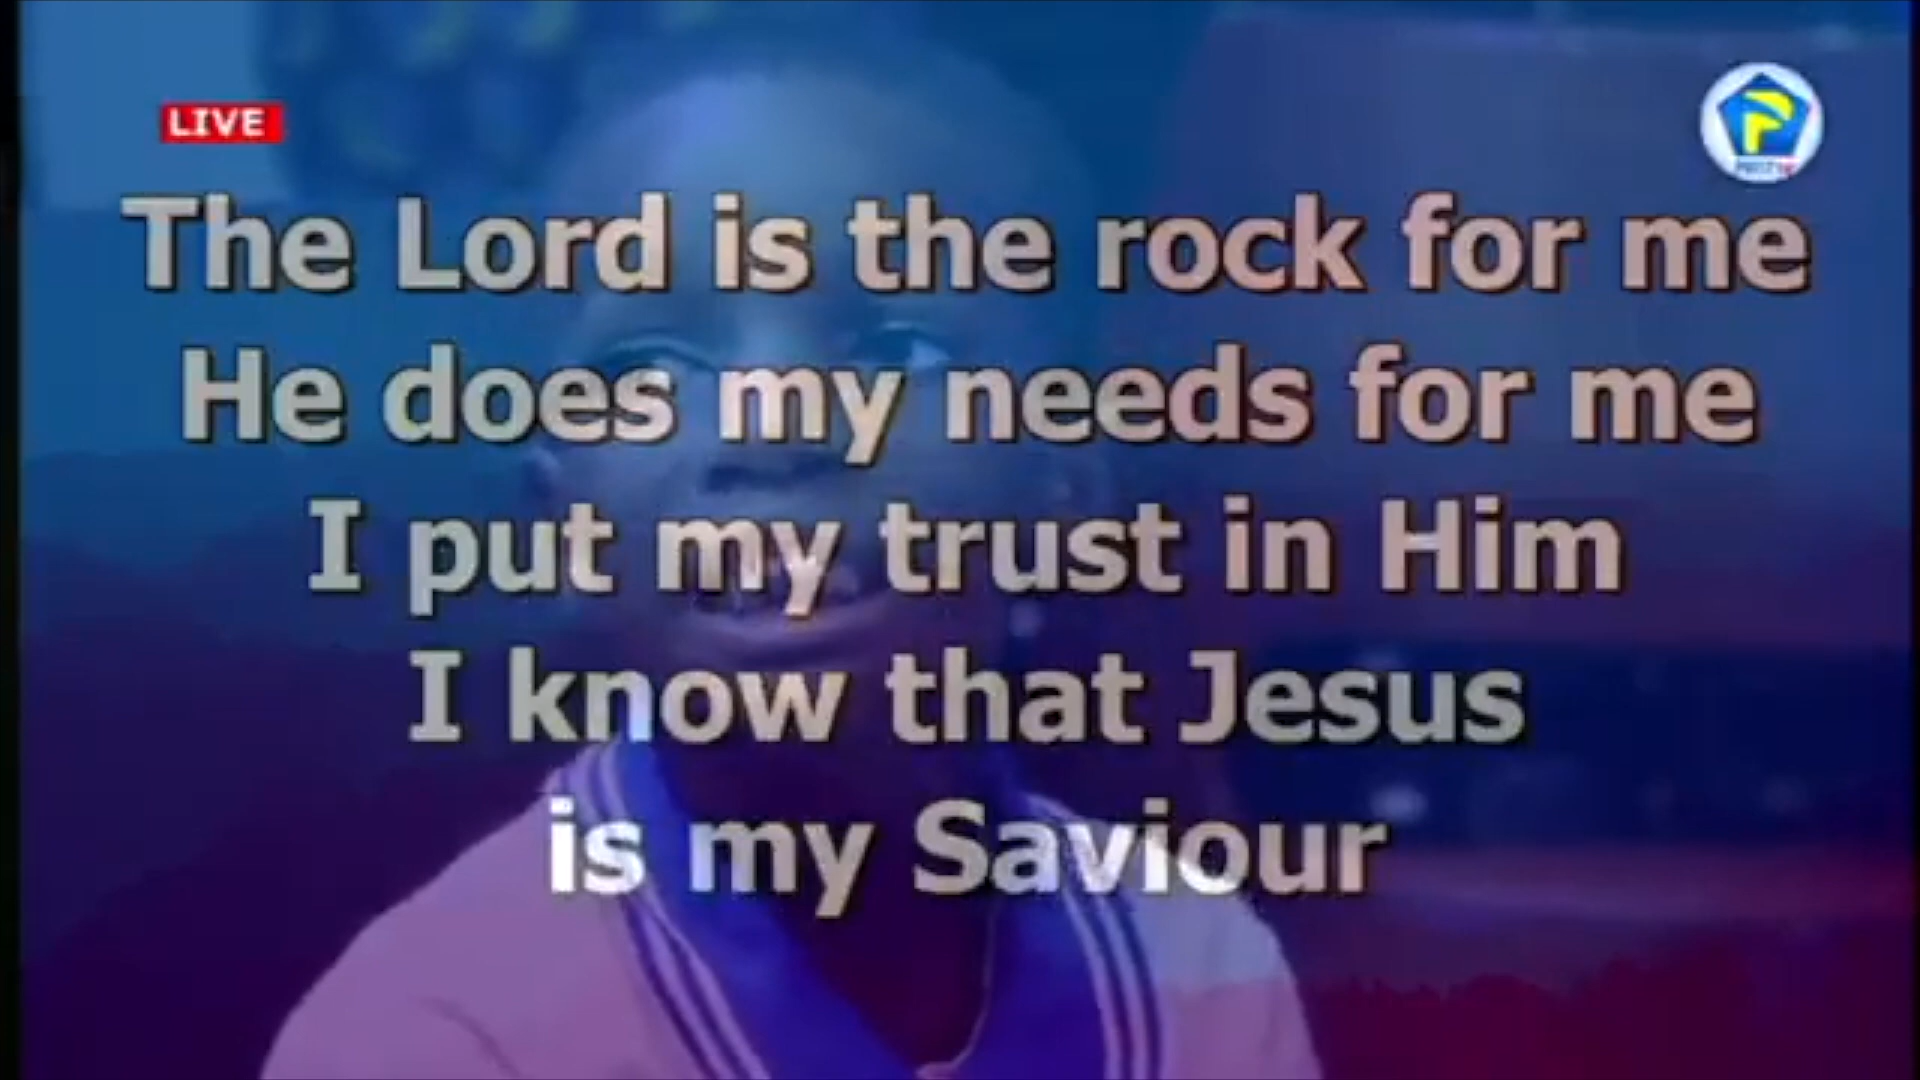 LIVE
The Lord is the rock for me
He does my needs for me
I put my trust in Him
I know that Jesus
is my Saviour